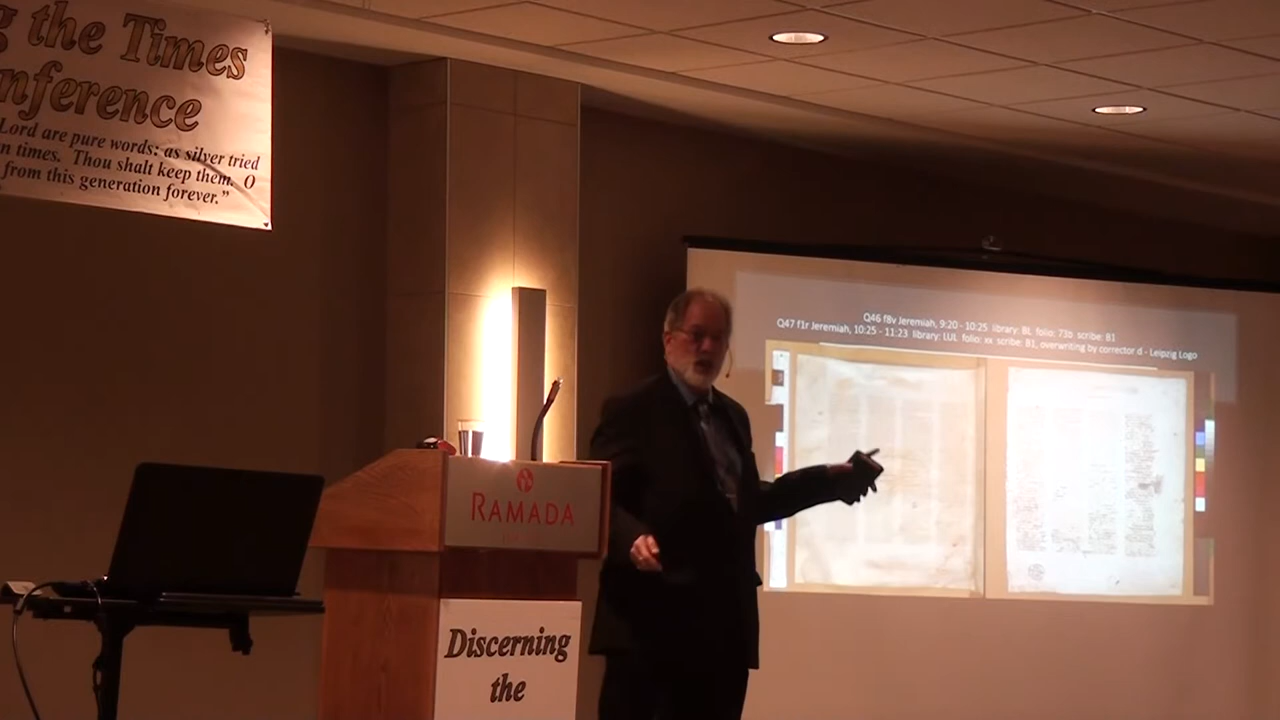 g the Times
nference
Lord are pure words: as silver tried
n times. Thou shalt keep them, O
from this generation forever."
Q46 f8v Jeremiah, 9:20 - 10:25 library: BL folio: 73b scribe: B1
Q47 f1r Jeremiah, 10:25 - 11:23 library: LUL folio: xx scribe: B1, overwriting by corrector d - Leipzig Logo
RAMADA
Discerning
the